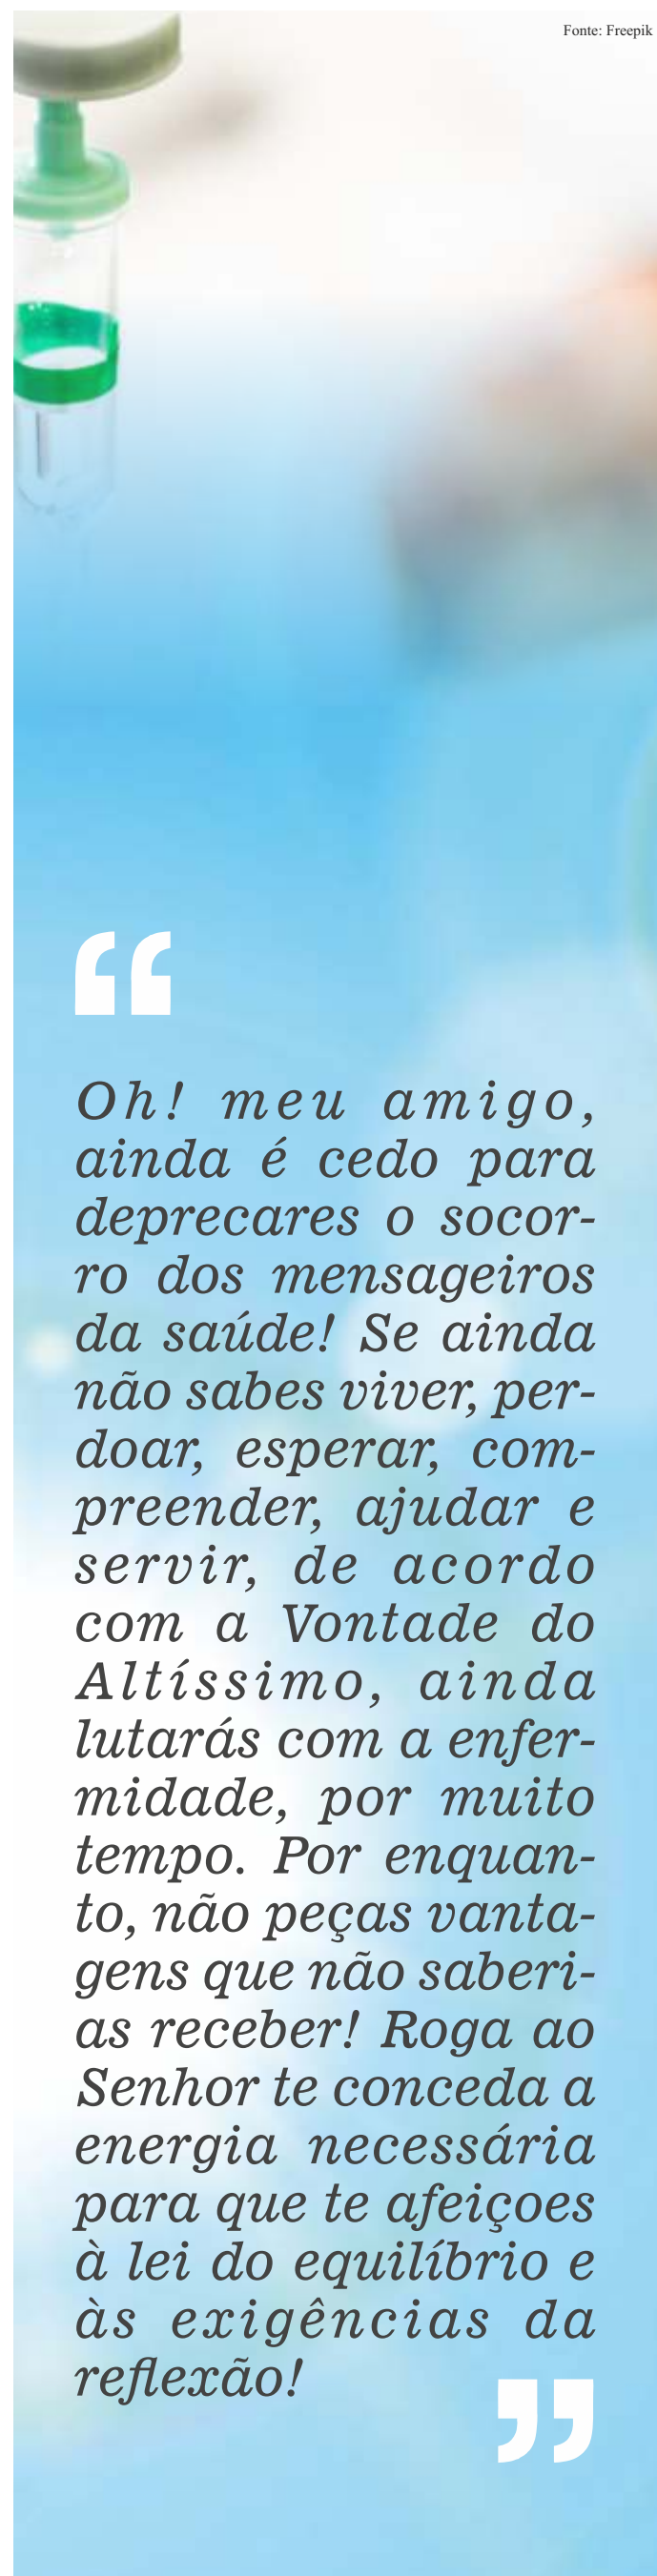 Fonte: Freepik
“
Oh! meu amigo,
ainda é cedo para
deprecares o socor-
ro dos mensageiros
da saúde! Se ainda
não sabes viver, per-
doar, esperar, com-
preender, ajudar e
servir, de acordo
com a Vontade do
Altíssimo, ainda
lutarás com a enfer-
midade, por muito
tempo. Por enquan-
to, não peças vanta-
gens que não saberi-
as receber! Roga ao
Senhor te conceda a
energia necessária
para que te afeiçoes
à lei do equilíbrio e
às exigências da
reflexão!
”